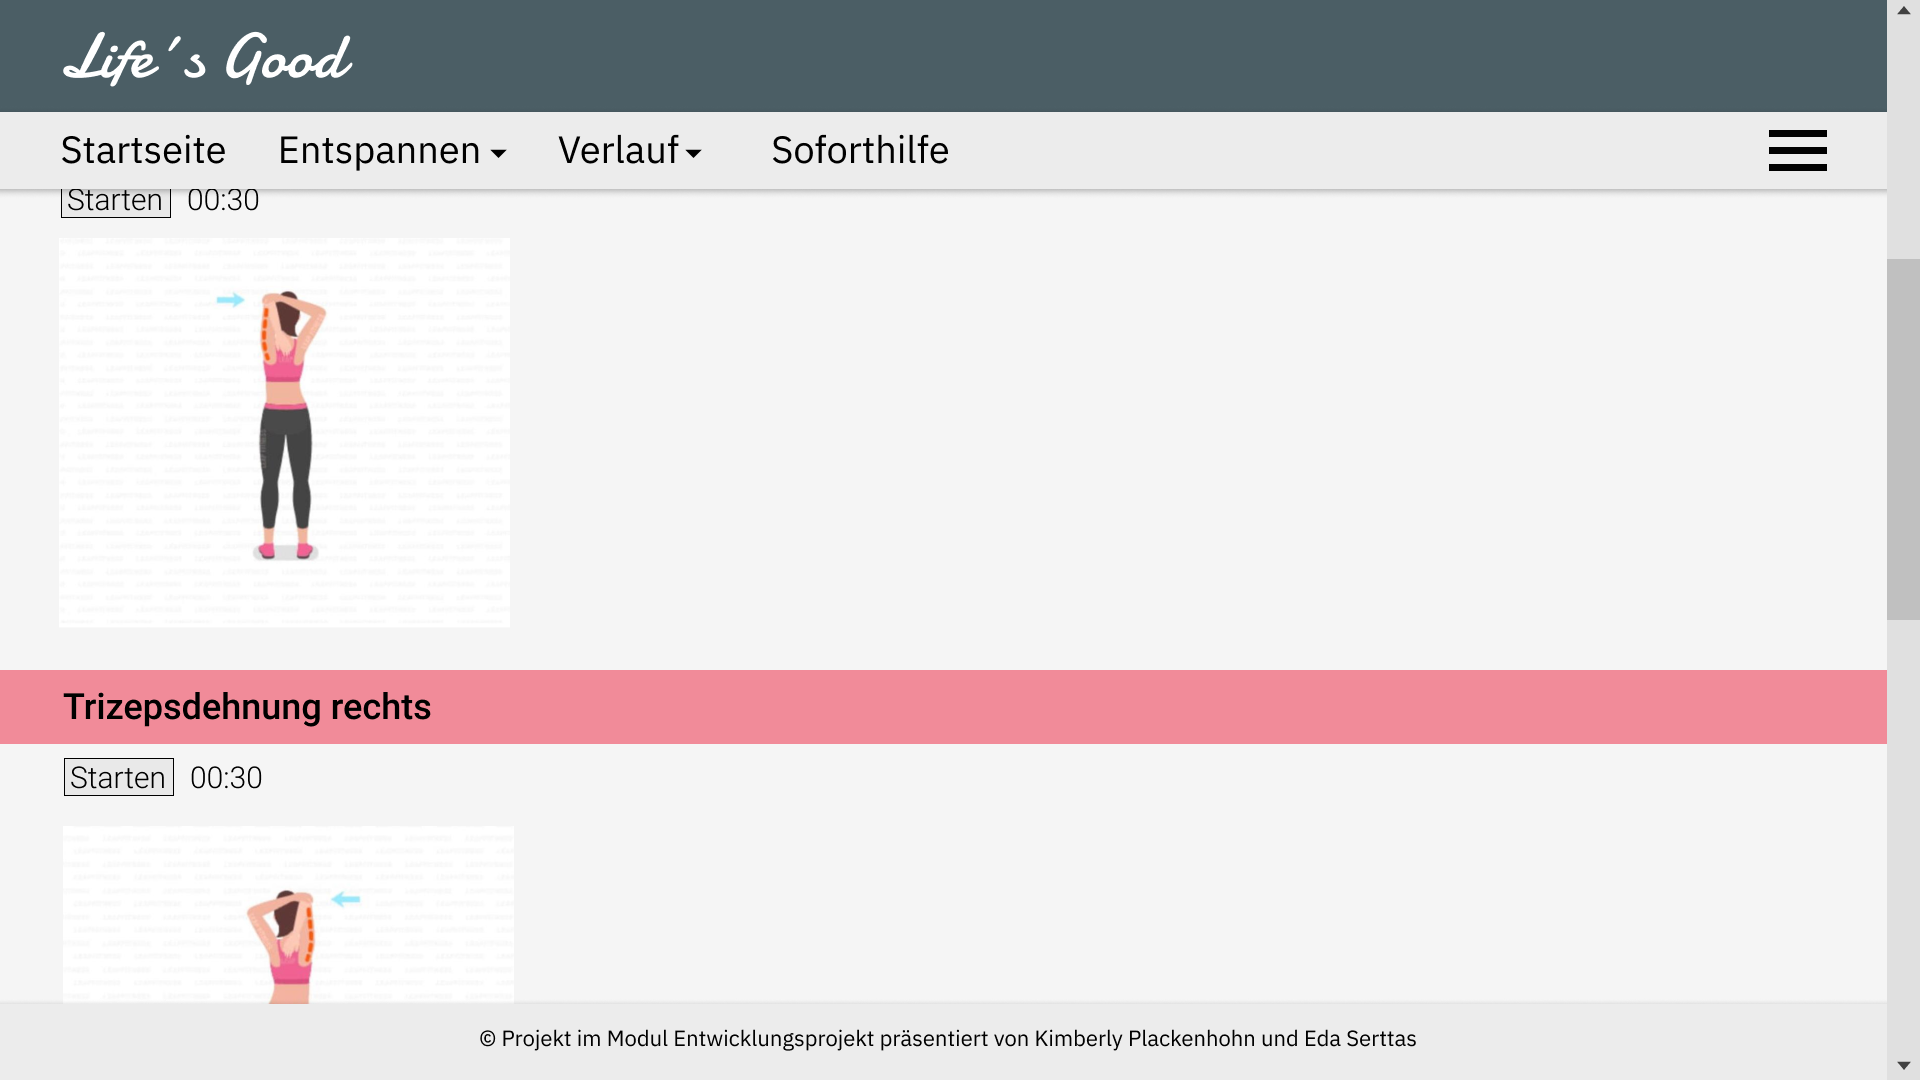 Life´s Good
Startseite Entspannen Verlauf Soforthilfe
Starten 00:30
Trizepsdehnung rechts
Starten 00:30
© Projekt im Modul Entwicklungsprojekt präsentiert von Kimberly Plackenhohn und Eda Serttas